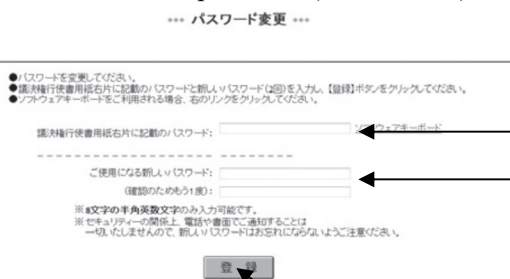 *** パスワード変更 ***
●パスワードを変更してください。
●議決権行使書用紙右片に記載のパスワードと新しいパスワード(2回)を入力し、【登録】ボタンをクリックしてください。
●ソフトウェアキーボードをご利用される場合、右のリンクをクリックしてください。
議決権行使書用紙右片に記載のパスワード: ソフトウェアキーボード
ご使用になる新しいパスワード:
(確認のためもう1度):
※8文字の半角英数文字のみ入力可能です。
※セキュリティーの関係上、電話や書面でご通知することは
一切いたしませんので、新しいパスワードはお忘れにならないようご注意ください。
登 録